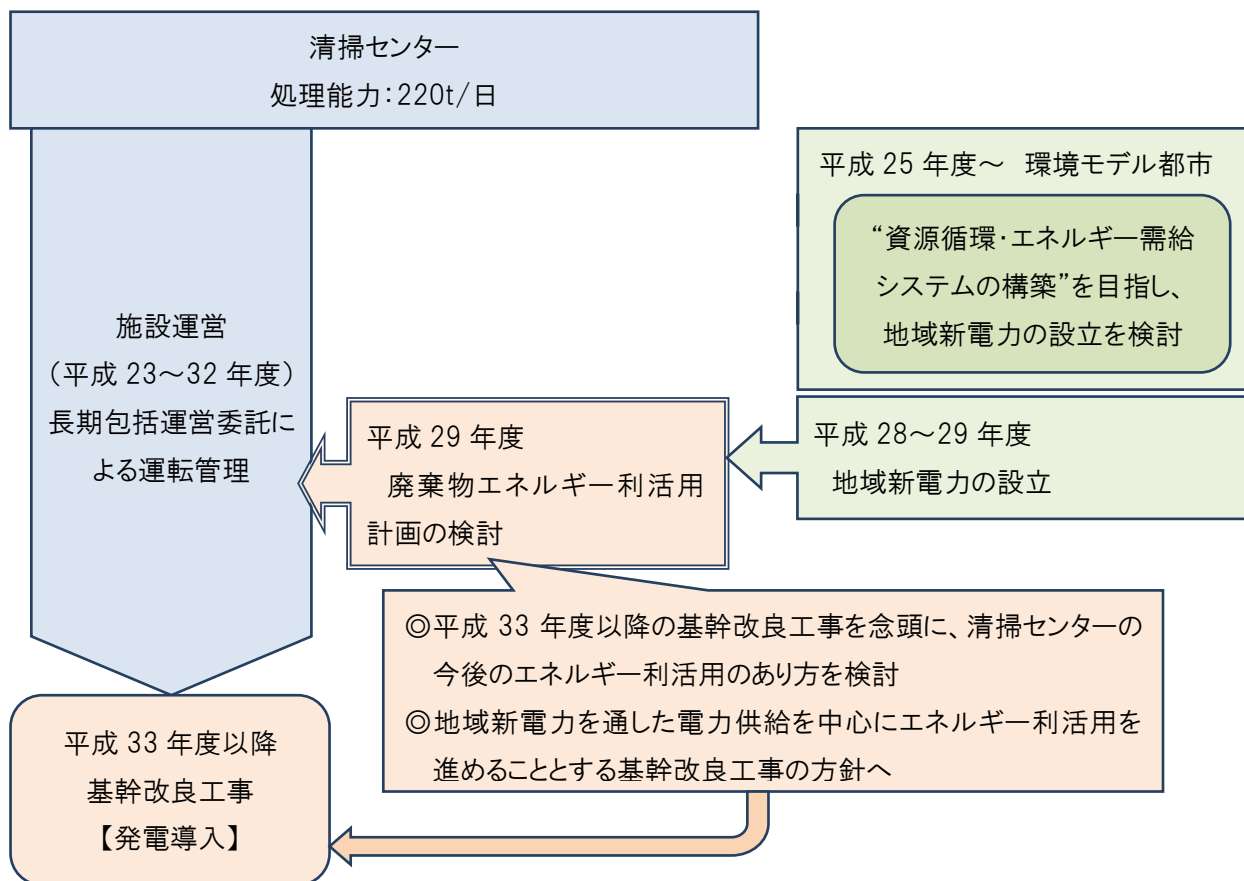 清掃センター
処理能力：220t/日
平成 25 年度～　環境モデル都市
“資源循環・エネルギー需給
システムの構築”を目指し、
地域新電力の設立を検討
施設運営
（平成 23～32 年度）
長期包括運営委託に
よる運転管理
平成 29 年度
廃棄物エネルギー利活用
計画の検討
平成 28～29 年度
地域新電力の設立
◎平成 33 年度以降の基幹改良工事を念頭に、清掃センターの
今後のエネルギー利活用のあり方を検討
◎地域新電力を通した電力供給を中心にエネルギー利活用を
進めることとする基幹改良工事の方針へ
平成 33 年度以降
基幹改良工事
【発電導入】